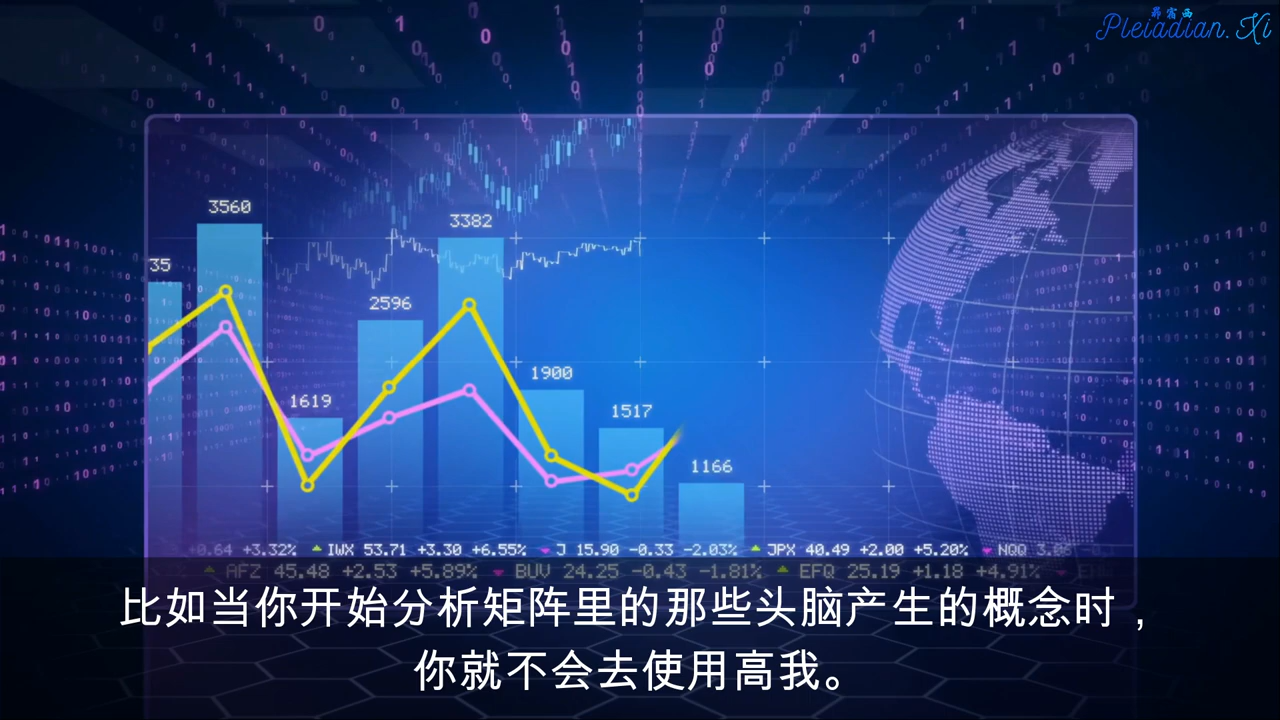 昴宿西
Pleiadian.Xi
3560
3382
35
2596
1900
1619
1517
1166
+3.32% IWX 53.71 +3.30 +6.55% J 15.90 -0.33 -2.03% JPX 40.49 +2.00 +5.20% NQQ
AFZ 45.48 +2.53 +5.89% BUV 24.25 -0.43 -1.81% EFQ 25.19 +1.18 +4.91%
比如当你开始分析矩阵里的那些头脑产生的概念时，
你就不会去使用高我。